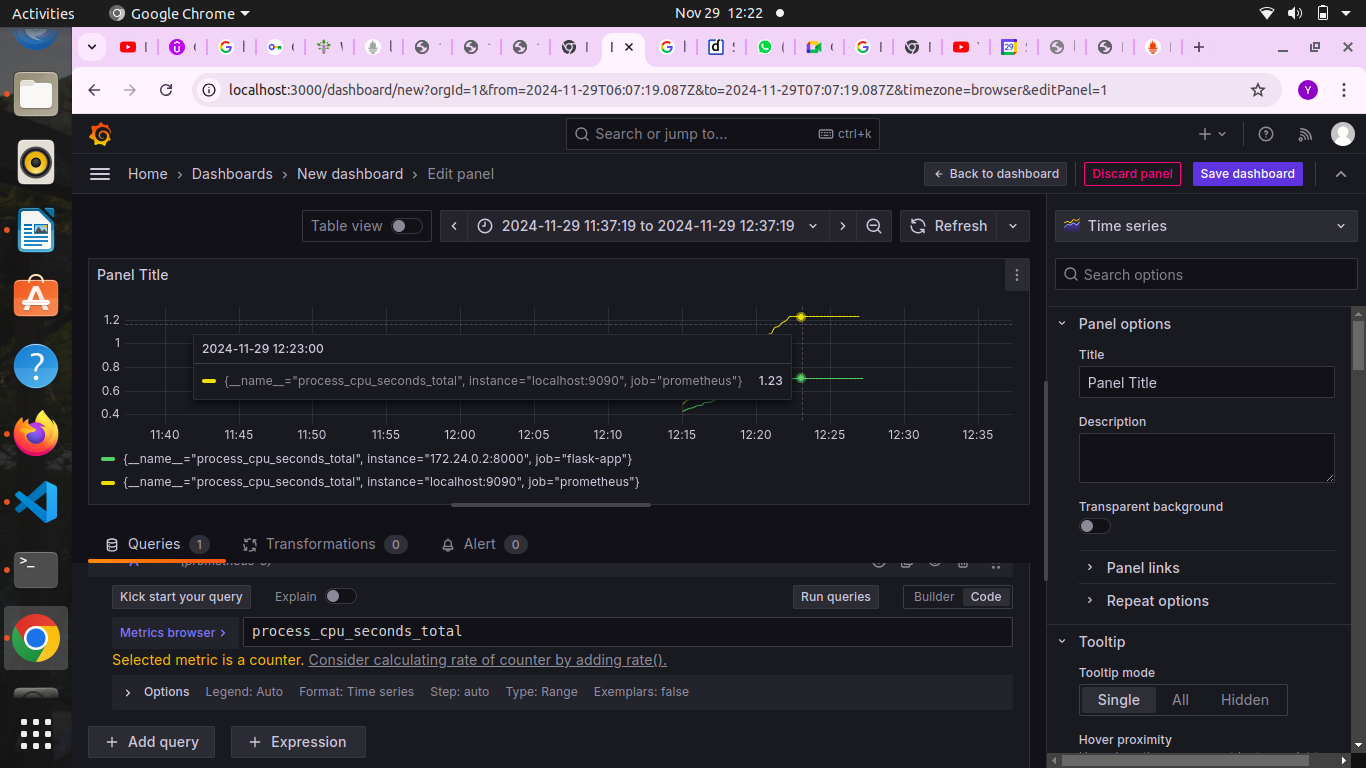 Activities Google Chrome Nov 29 12:22
localhost:3000/dashboard/new?orgId=1&from=2024-11-29T06:07:19.087Z&to=2024-11-29T07:07:19.087Z&timezone=browser&editPanel=1 Y
Search or jump to... ctrl+k
Home › Dashboards › New dashboard › Edit panel Back to dashboard Discard panel Save dashboard
Table view 2024-11-29 11:37:19 to 2024-11-29 12:37:19 Refresh Time series
Panel Title
Search options
1.2
1
0.8
0.6
0.4
2024-11-29 12:23:00
{__name__="process_cpu_seconds_total", instance="localhost:9090", job="prometheus"} 1.23
11:40 11:45 11:50 11:55 12:00 12:05 12:10 12:15 12:20 12:25 12:30 12:35
{__name__="process_cpu_seconds_total", instance="172.24.0.2:8000", job="flask-app"}
{__name__="process_cpu_seconds_total", instance="localhost:9090", job="prometheus"}
Queries 1 Transformations 0 Alert 0
Kick start your query Explain Run queries Builder Code
Metrics browser > process_cpu_seconds_total
Selected metric is a counter. Consider calculating rate of counter by adding rate().
Options Legend: Auto Format: Time series Step: auto Type: Range Exemplars: false
+ Add query + Expression
Panel options
Title
Panel Title
Description
Transparent background
Panel links
Repeat options
Tooltip
Tooltip mode
Single All Hidden
Hover proximity